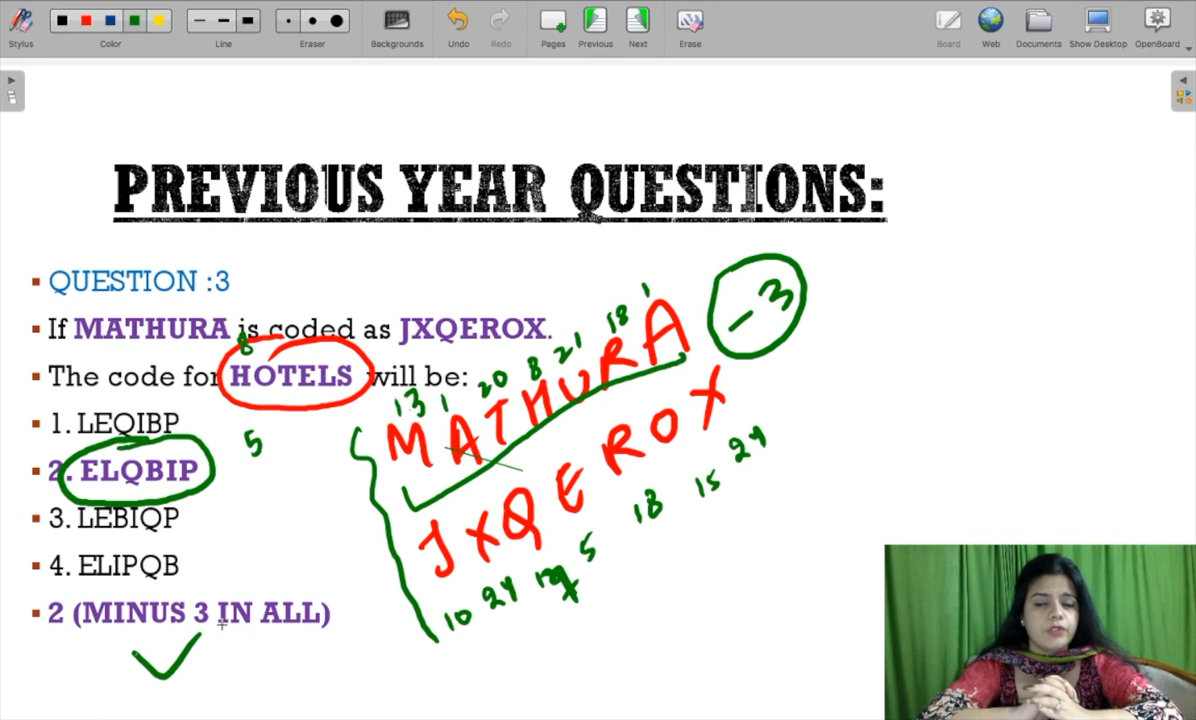 Stylus Color Line Eraser Backgrounds Undo Redo Pages Previous Next Erase Board Web Documents Show Desktop OpenBoard
PREVIOUS YEAR QUESTIONS:
QUESTION :3
If MATHURA is coded as JXQEROX.
The code for HOTELS will be:
1. LEQIBP
2. ELQBIP
3. LEBIQP
4. ELIPQB
2 (MINUS 3 IN ALL)
8
5
-3
13 1 20 8 21 18 1
MATHURA
JXQEROX
10 24 17 5 18 15 24